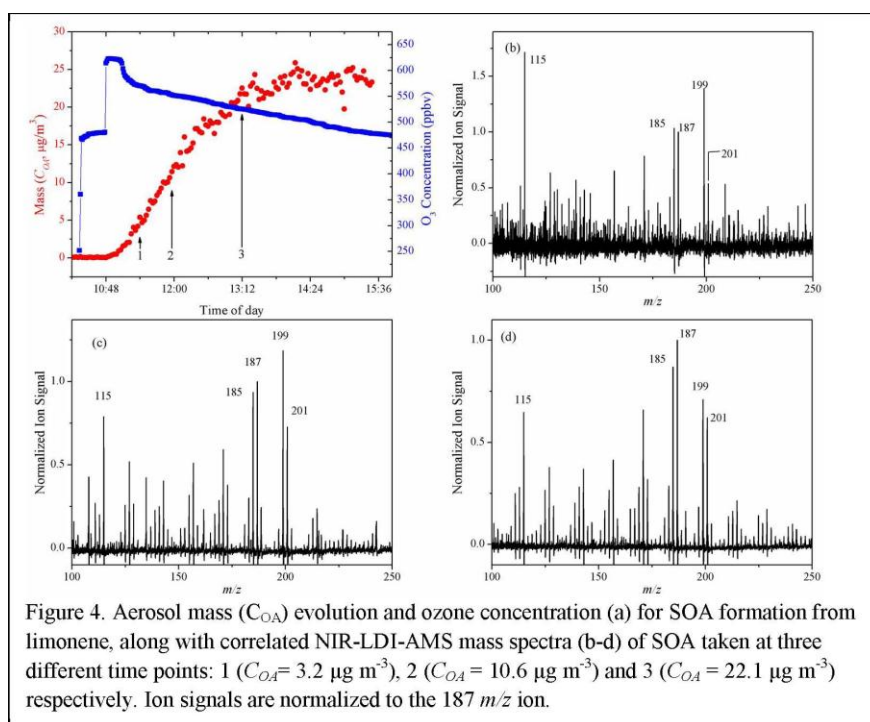 30
25
20
15
10
5
0
Mass (C_OA, μg/m³)
650
600
550
500
450
400
350
300
250
O₃ Concentration (ppbv)
1
2
3
10:48 12:00 13:12 14:24 15:36
Time of day
(b)
115
199
185
187
201
1.5
1.0
0.5
0.0
Normalized Ion Signal
100 150 200 250
m/z
(c)
199
187
185
115
201
1.0
0.5
0.0
Normalized Ion Signal
100 150 200 250
m/z
(d)
187
185
199
115
201
1.0
0.5
0.0
Normalized Ion Signal
100 150 200 250
m/z
Figure 4. Aerosol mass (C_OA) evolution and ozone concentration (a) for SOA formation from
limonene, along with correlated NIR-LDI-AMS mass spectra (b-d) of SOA taken at three
different time points: 1 (C_OA= 3.2 μg m⁻³), 2 (C_OA = 10.6 μg m⁻³) and 3 (C_OA = 22.1 μg m⁻³)
respectively. Ion signals are normalized to the 187 m/z ion.